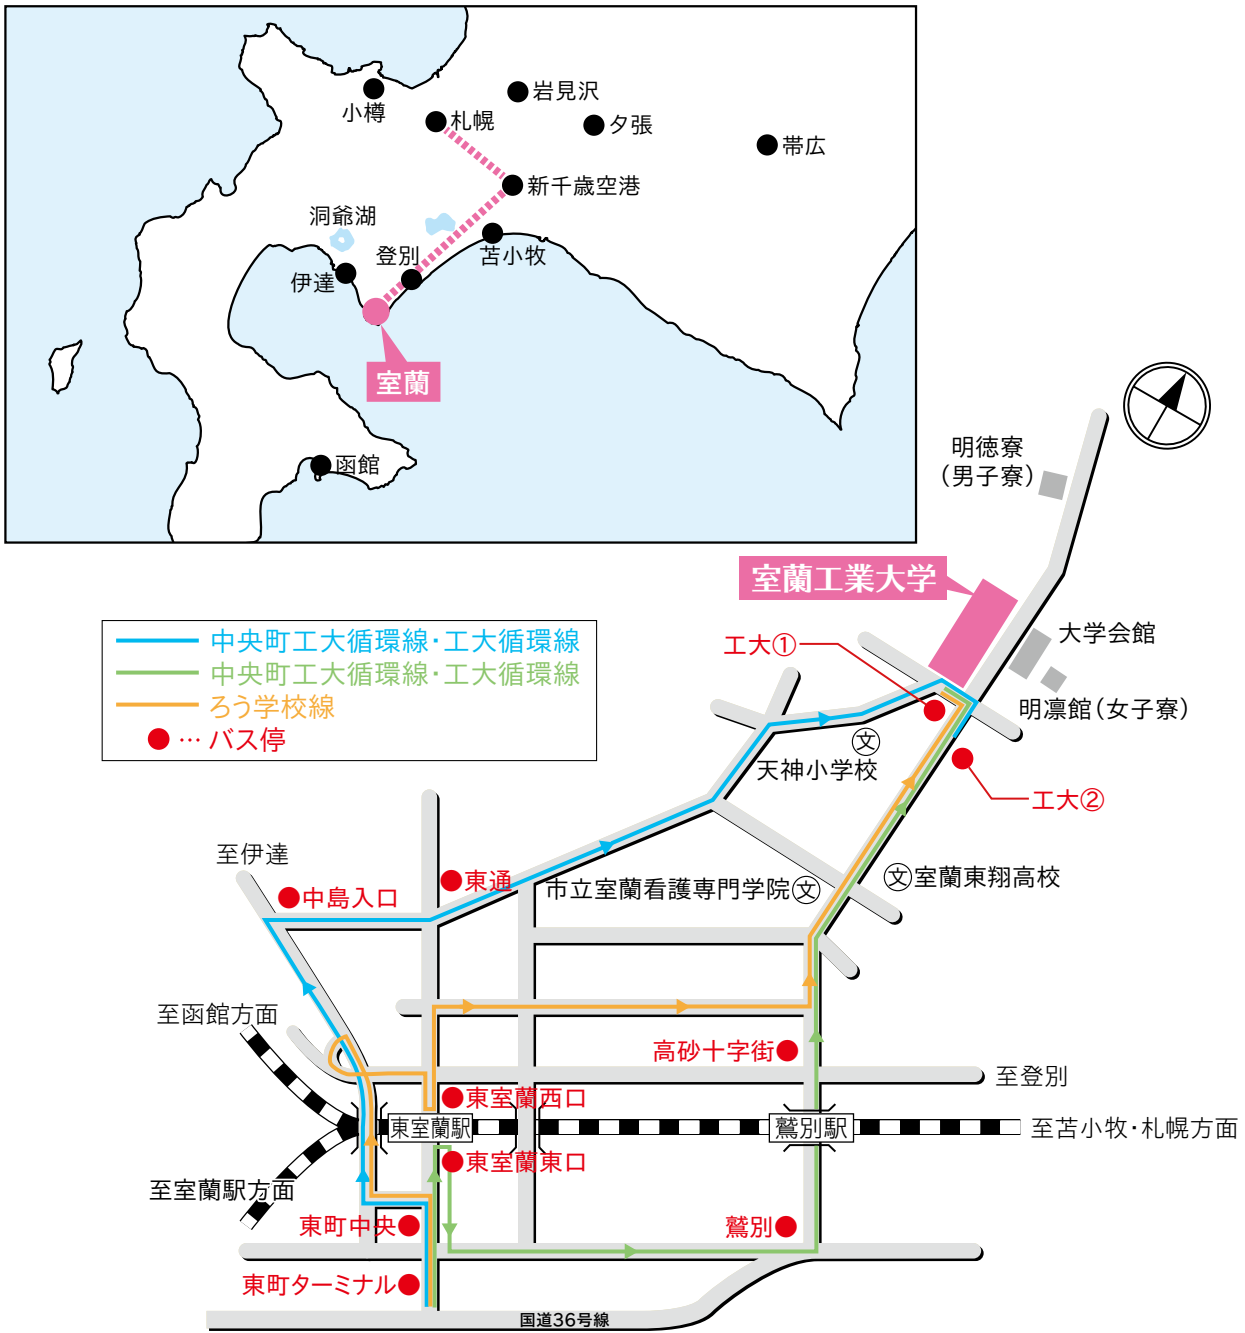 岩見沢
小樽
札幌
夕張
帯広
新千歳空港
洞爺湖
登別
苫小牧
伊達
室蘭
函館
明徳寮
（男子寮）
室蘭工業大学
中央町工大循環線・工大循環線
中央町工大循環線・工大循環線
ろう学校線
… バス停
工大①
大学会館
明凛館（女子寮）
文
天神小学校
工大②
至伊達
東通
中島入口
市立室蘭看護専門学院文
文室蘭東翔高校
至函館方面
高砂十字街
至登別
東室蘭西口
東室蘭駅
鷲別駅
至苫小牧・札幌方面
東室蘭東口
至室蘭駅方面
東町中央
鷲別
東町ターミナル
国道36号線